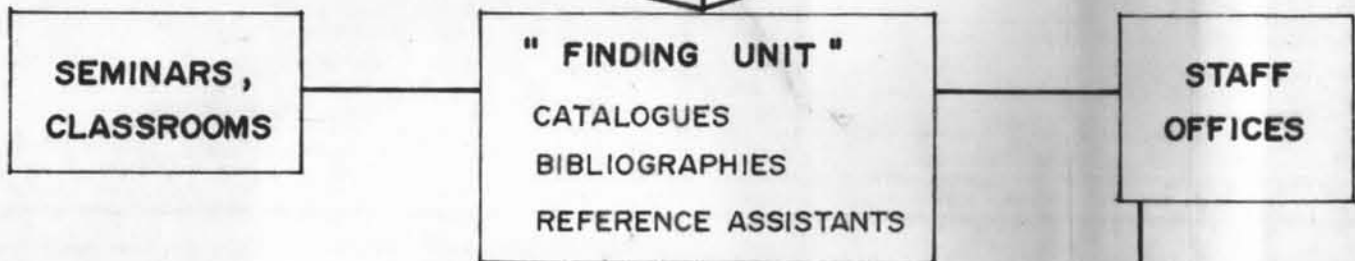 SEMINARS,
CLASSROOMS
" FINDING UNIT "
CATALOGUES
BIBLIOGRAPHIES
REFERENCE ASSISTANTS
STAFF
OFFICES